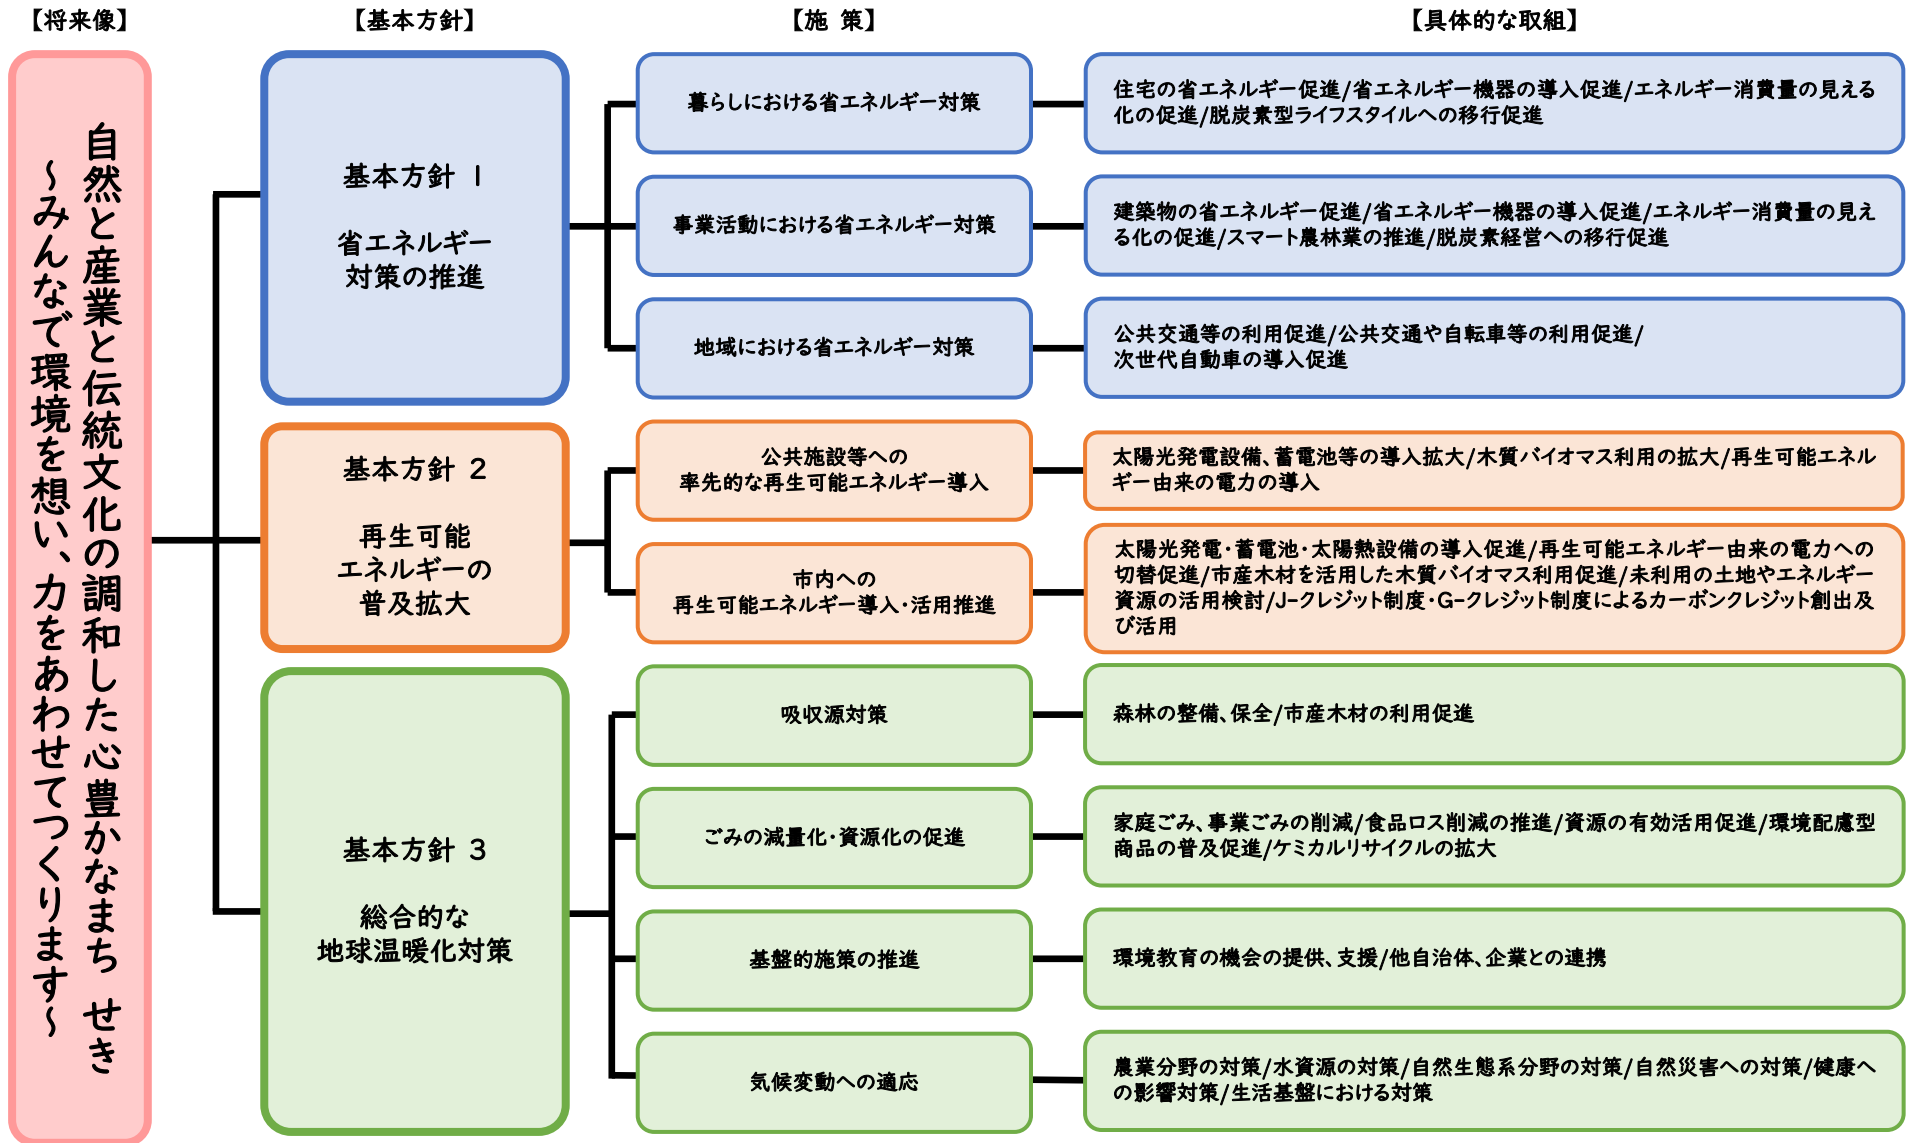 【将来像】
【基本方針】
【施 策】
【具体的な取組】
自然と産業と伝統文化の調和した心豊かなまち せき
～みんなで環境を想い、力をあわせてつくります～
基本方針 1
省エネルギー
対策の推進
暮らしにおける省エネルギー対策
住宅の省エネルギー促進/省エネルギー機器の導入促進/エネルギー消費量の見える
化の促進/脱炭素型ライフスタイルへの移行促進
事業活動における省エネルギー対策
建築物の省エネルギー促進/省エネルギー機器の導入促進/エネルギー消費量の見え
る化の促進/スマート農林業の推進/脱炭素経営への移行促進
地域における省エネルギー対策
公共交通等の利用促進/公共交通や自転車等の利用促進/
次世代自動車の導入促進
基本方針 2
再生可能
エネルギーの
普及拡大
公共施設等への
率先的な再生可能エネルギー導入
太陽光発電設備、蓄電池等の導入拡大/木質バイオマス利用の拡大/再生可能エネル
ギー由来の電力の導入
市内への
再生可能エネルギー導入・活用推進
太陽光発電・蓄電池・太陽熱設備の導入促進/再生可能エネルギー由来の電力への
切替促進/市産木材を活用した木質バイオマス利用促進/未利用の土地やエネルギー
資源の活用検討/J-クレジット制度・G-クレジット制度によるカーボンクレジット創出及
び活用
基本方針 3
総合的な
地球温暖化対策
吸収源対策
森林の整備、保全/市産木材の利用促進
ごみの減量化・資源化の促進
家庭ごみ、事業ごみの削減/食品ロス削減の推進/資源の有効活用促進/環境配慮型
商品の普及促進/ケミカルリサイクルの拡大
基盤的施策の推進
環境教育の機会の提供、支援/他自治体、企業との連携
気候変動への適応
農業分野の対策/水資源の対策/自然生態系分野の対策/自然災害への対策/健康へ
の影響対策/生活基盤における対策